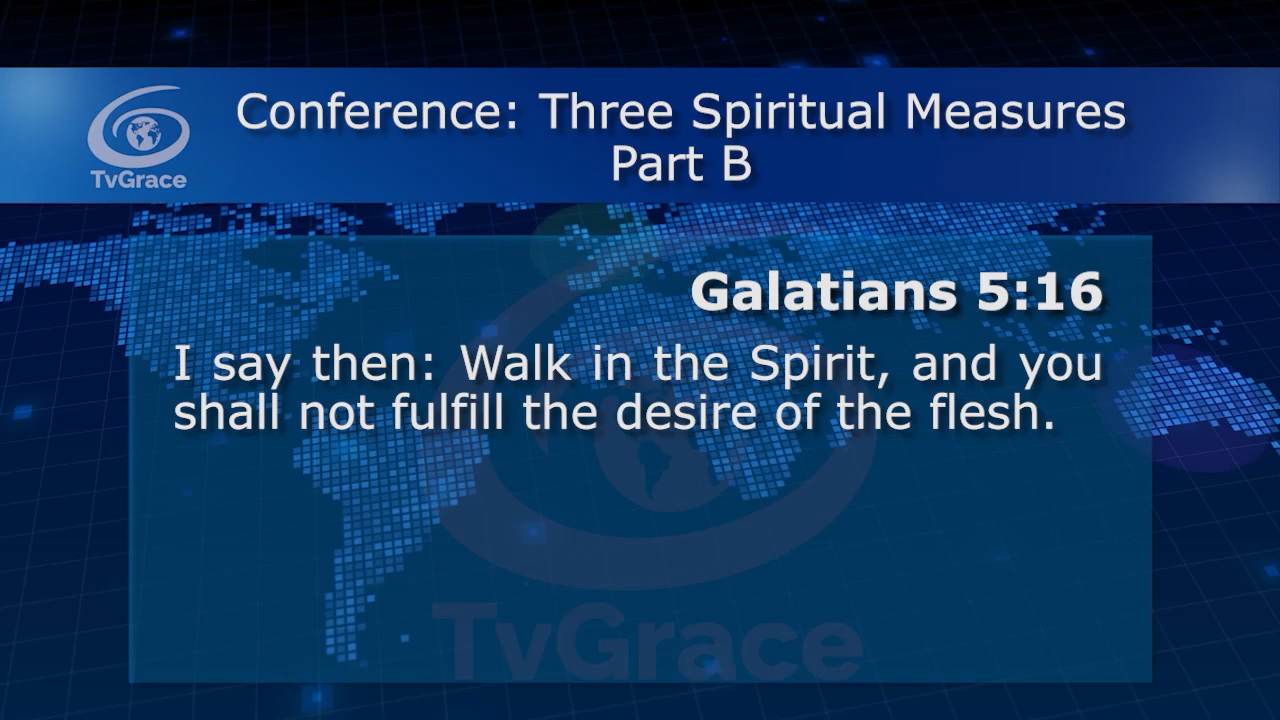 Conference: Three Spiritual Measures
Part B
TvGrace
Galatians 5:16
I say then: Walk in the Spirit, and you
shall not fulfill the desire of the flesh.
TvGrace